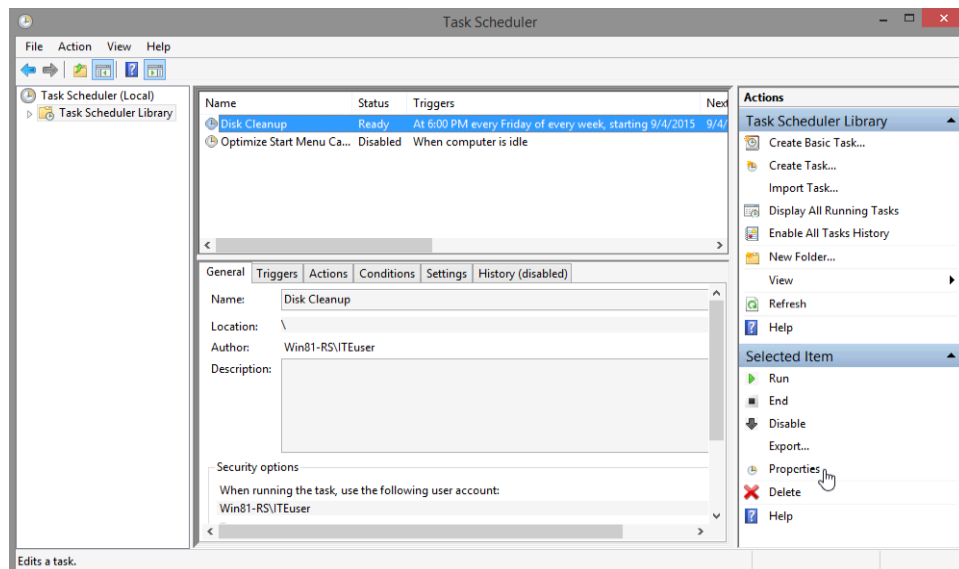 Task Scheduler
File Action View Help
Task Scheduler (Local)
Task Scheduler Library
Name Status Triggers Next
Disk Cleanup Ready At 6:00 PM every Friday of every week, starting 9/4/2015 9/4/
Optimize Start Menu Ca... Disabled When computer is idle
General Triggers Actions Conditions Settings History (disabled)
Name: Disk Cleanup
Location: \
Author: Win81-RS\ITEuser
Description:
Security options
When running the task, use the following user account:
Win81-RS\ITEuser
Actions
Task Scheduler Library
Create Basic Task...
Create Task...
Import Task...
Display All Running Tasks
Enable All Tasks History
New Folder...
View
Refresh
Help
Selected Item
Run
End
Disable
Export...
Properties
Delete
Help
Edits a task.